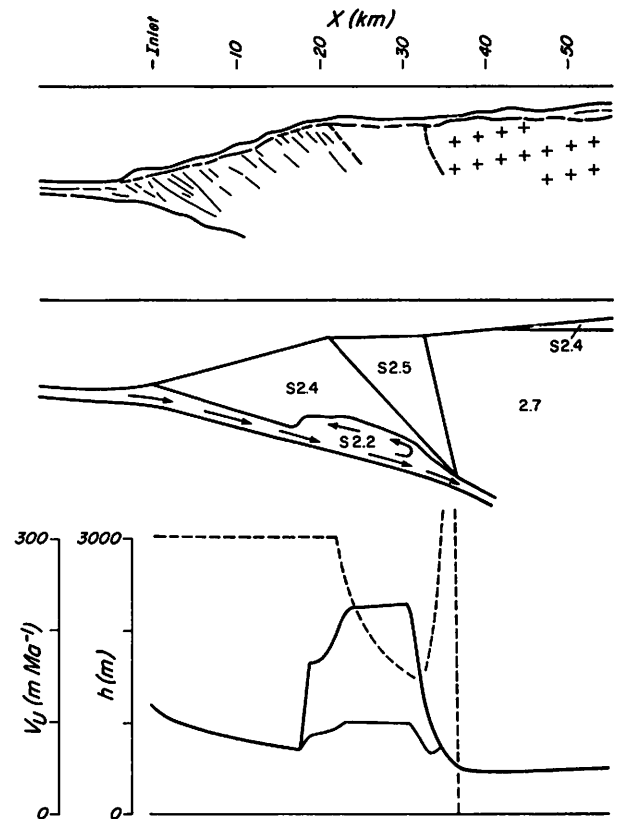 X (km)
-Inlet -10 -20 -30 -40 -50
S2.4
S2.5
S2.4
2.7
S2.2
300 3000
V_U (m Ma⁻¹) h (m)
0 0